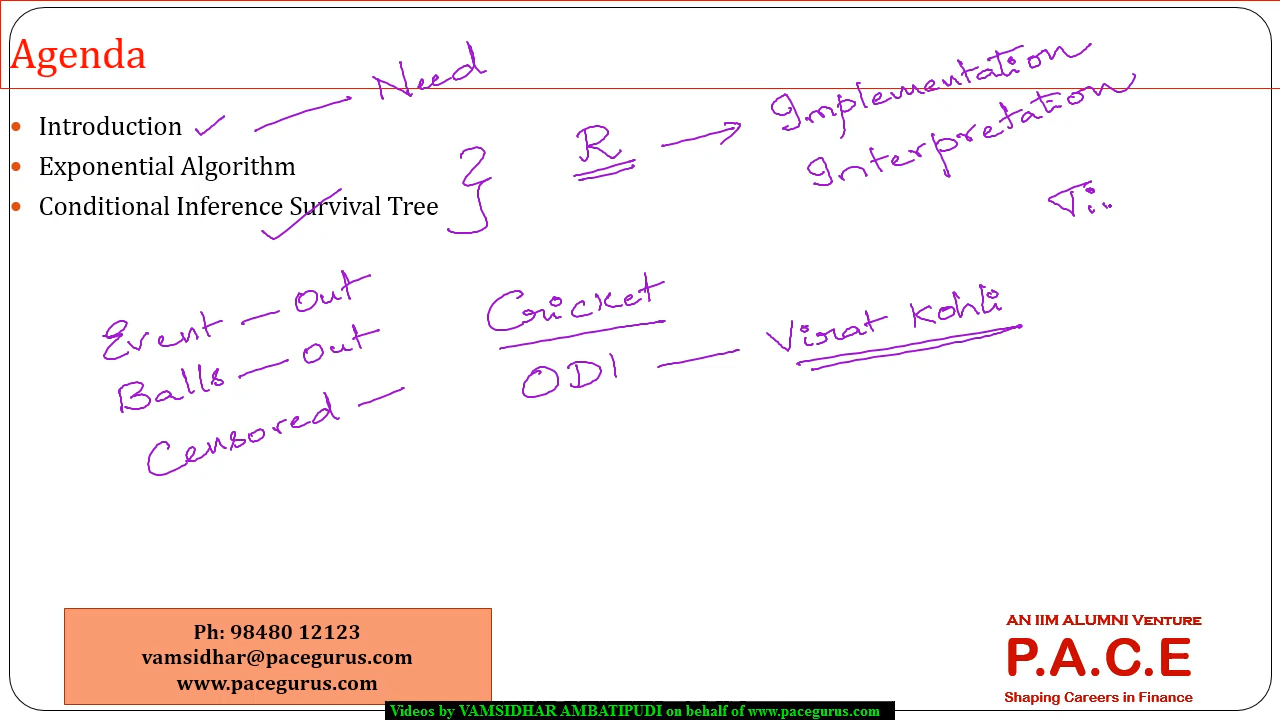 Agenda
Need
Introduction
Exponential Algorithm
Conditional Inference Survival Tree
R
Implementation
Interpretation
Ti..
Event — Out
Balls — Out
Censored —
Cricket
ODI — Virat Kohli
Ph: 98480 12123
vamsidhar@pacegurus.com
www.pacegurus.com
AN IIM ALUMNI VENTURE
P.A.C.E
Shaping Careers in Finance
Videos by VAMSIDHAR AMBATIPUDI on behalf of www.pacegurus.com